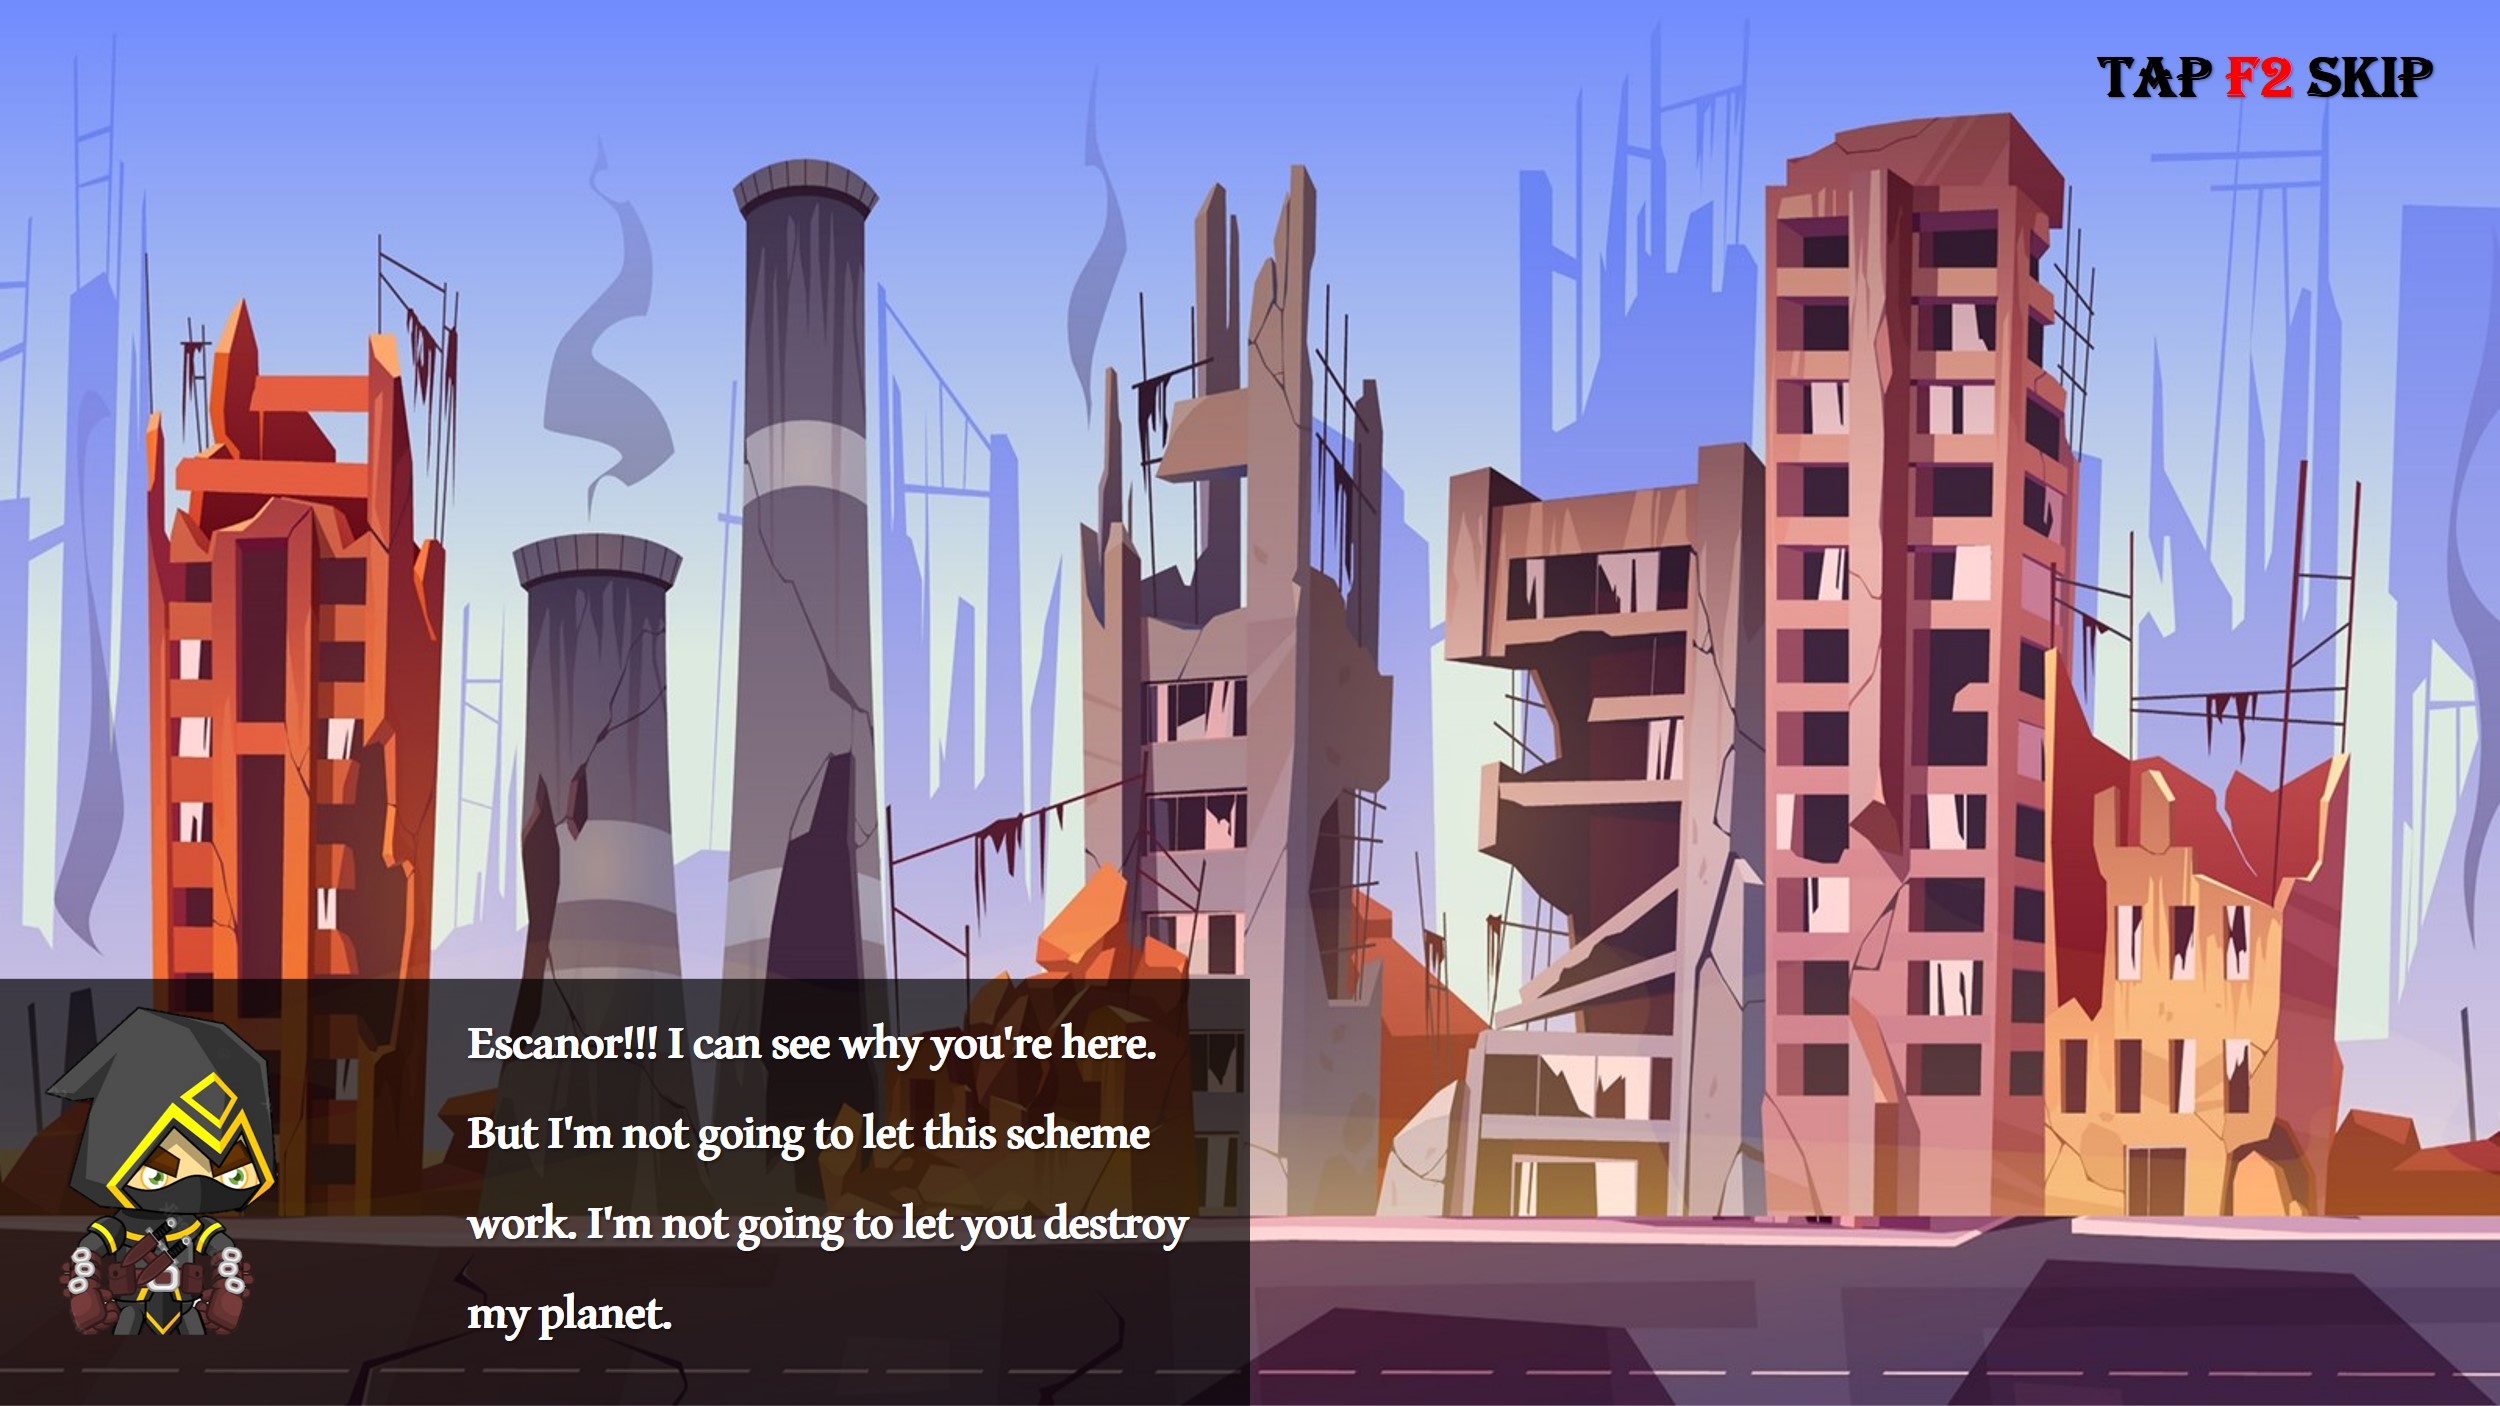 TAP F2 SKIP
Escanor!!! I can see why you're here.
But I'm not going to let this scheme
work. I'm not going to let you destroy
my planet.